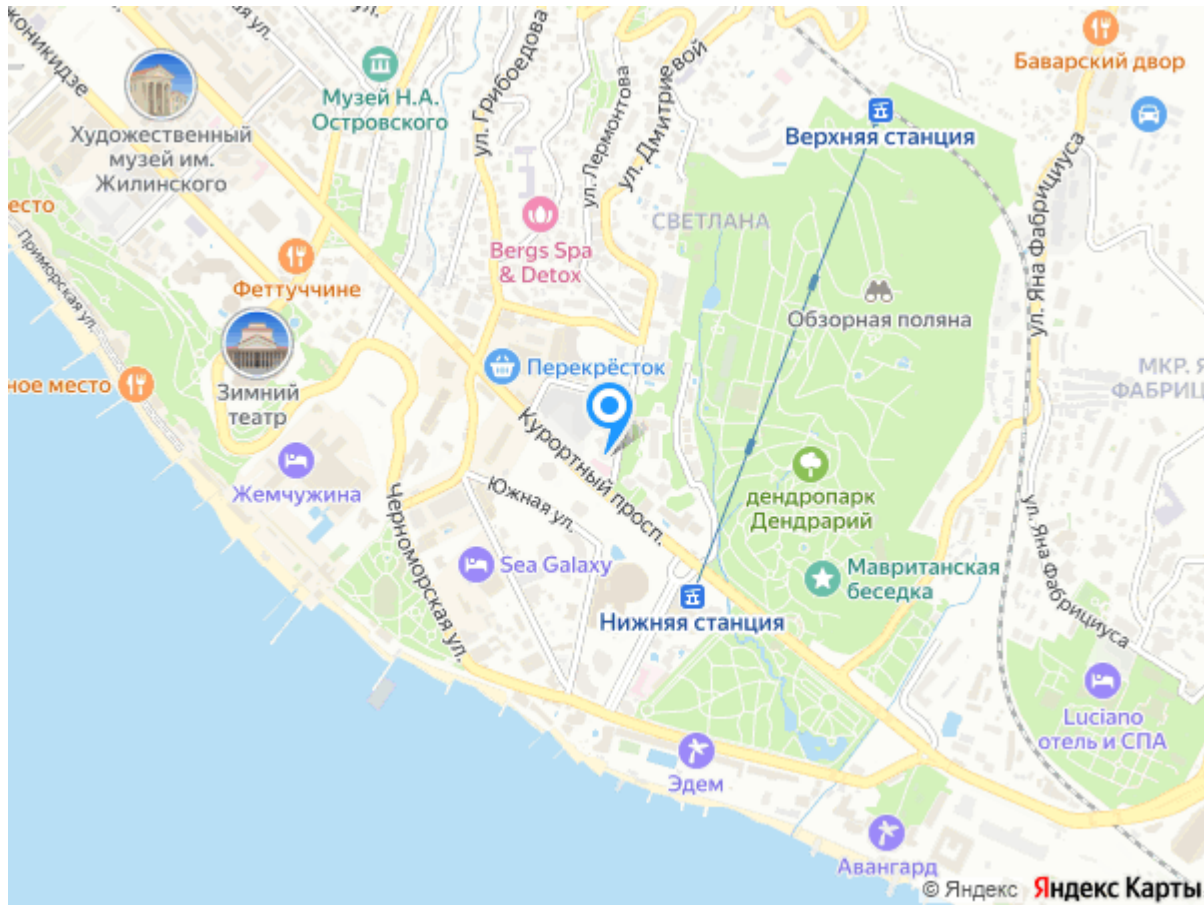 жоникидзе
Художественный
музей им.
Жилинского
Музей Н.А.
Островского
ул. Грибоедова
ул. Лермонтова
ул. Дмитриевой
Верхняя станция
Баварский двор
ул. Яна Фабрициуса
СВЕТЛАНА
Bergs Spa
& Detox
есто
Приморская ул.
Феттуччине
Обзорная поляна
Перекрёсток
МКР. Я
ФАБРИЦ
ное место
Зимний
театр
Курортный просп.
Жемчужина
Южная ул.
Черноморская ул.
дендропарк
Дендрарий
ул. Яна Фабрициуса
Sea Galaxy
Мавританская
беседка
Нижняя станция
Luciano
отель и СПА
Эдем
Авангард
© Яндекс Яндекс Карты